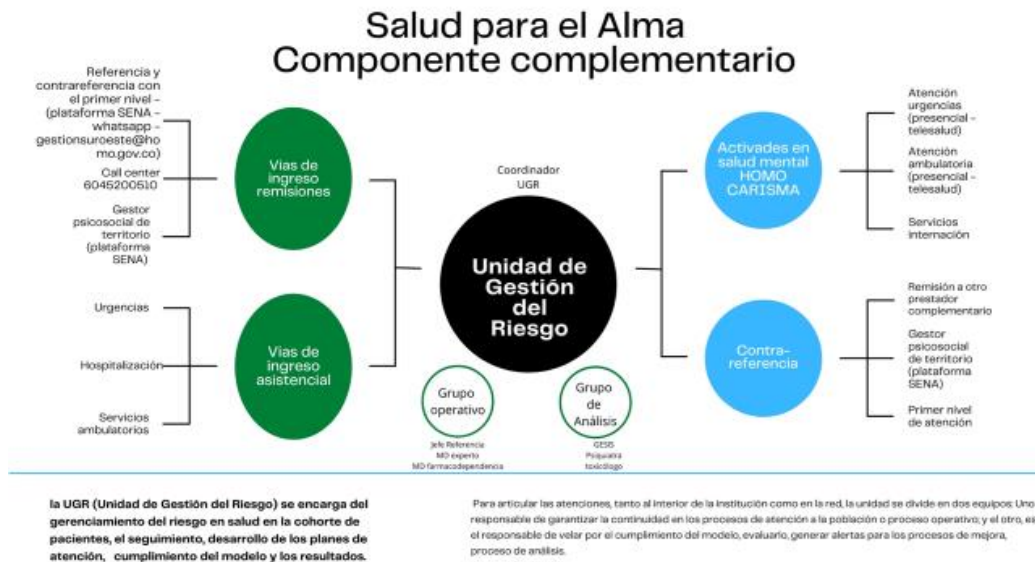 Salud para el Alma
Componente complementario
Referencia y
contrareferencia con
el primer nivel -
(plataforma SENA -
whatsapp -
gestionsuroeste@ho
mo.gov.co)
Call center
6045200510
Gestor
psicosocial de
territorio
(plataforma
SENA)
Vias de
ingreso
remisiones
Urgencias
Hospitalización
Servicios
ambulatorios
Vias de
ingreso
asistencial
Coordinador
UGR
Unidad de
Gestión
del
Riesgo
Grupo
operativo
Jefe Referencia
MD experto
MD farmacodependencia
Grupo
de
Análisis
GESIS
Psiquiatra
toxicólogo
Activades en
salud mental
HOMO
CARISMA
Atención
urgencias
(presencial -
telesalud)
Atención
ambulatoria
(presencial -
telesalud)
Servicios
internación
Contra-
referencia
Remisión a otro
prestador
complementario
Gestor
psicosocial
de territorio
(plataforma
SENA)
Primer nivel
de atención
la UGR (Unidad de Gestión del Riesgo) se encarga del
gerenciamiento del riesgo en salud en la cohorte de
pacientes, el seguimiento, desarrollo de los planes de
atención, cumplimiento del modelo y los resultados.
Para articular las atenciones, tanto al interior de la institución como en la red, la unidad se divide en dos equipos: Uno
responsable de garantizar la continuidad en los procesos de atención a la población o proceso operativo; y el otro, es
el responsable de velar por el cumplimiento del modelo, evaluarlo, generar alertas para los procesos de mejora,
proceso de análisis.